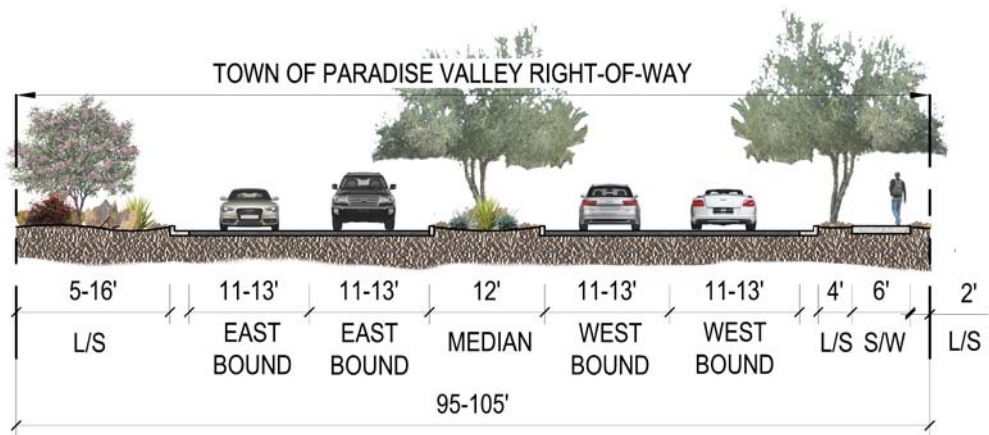 TOWN OF PARADISE VALLEY RIGHT-OF-WAY
5-16' 11-13' 11-13' 12' 11-13' 11-13' 4' 6' 2'
L/S EAST BOUND EAST BOUND MEDIAN WEST BOUND WEST BOUND L/S S/W L/S
95-105'